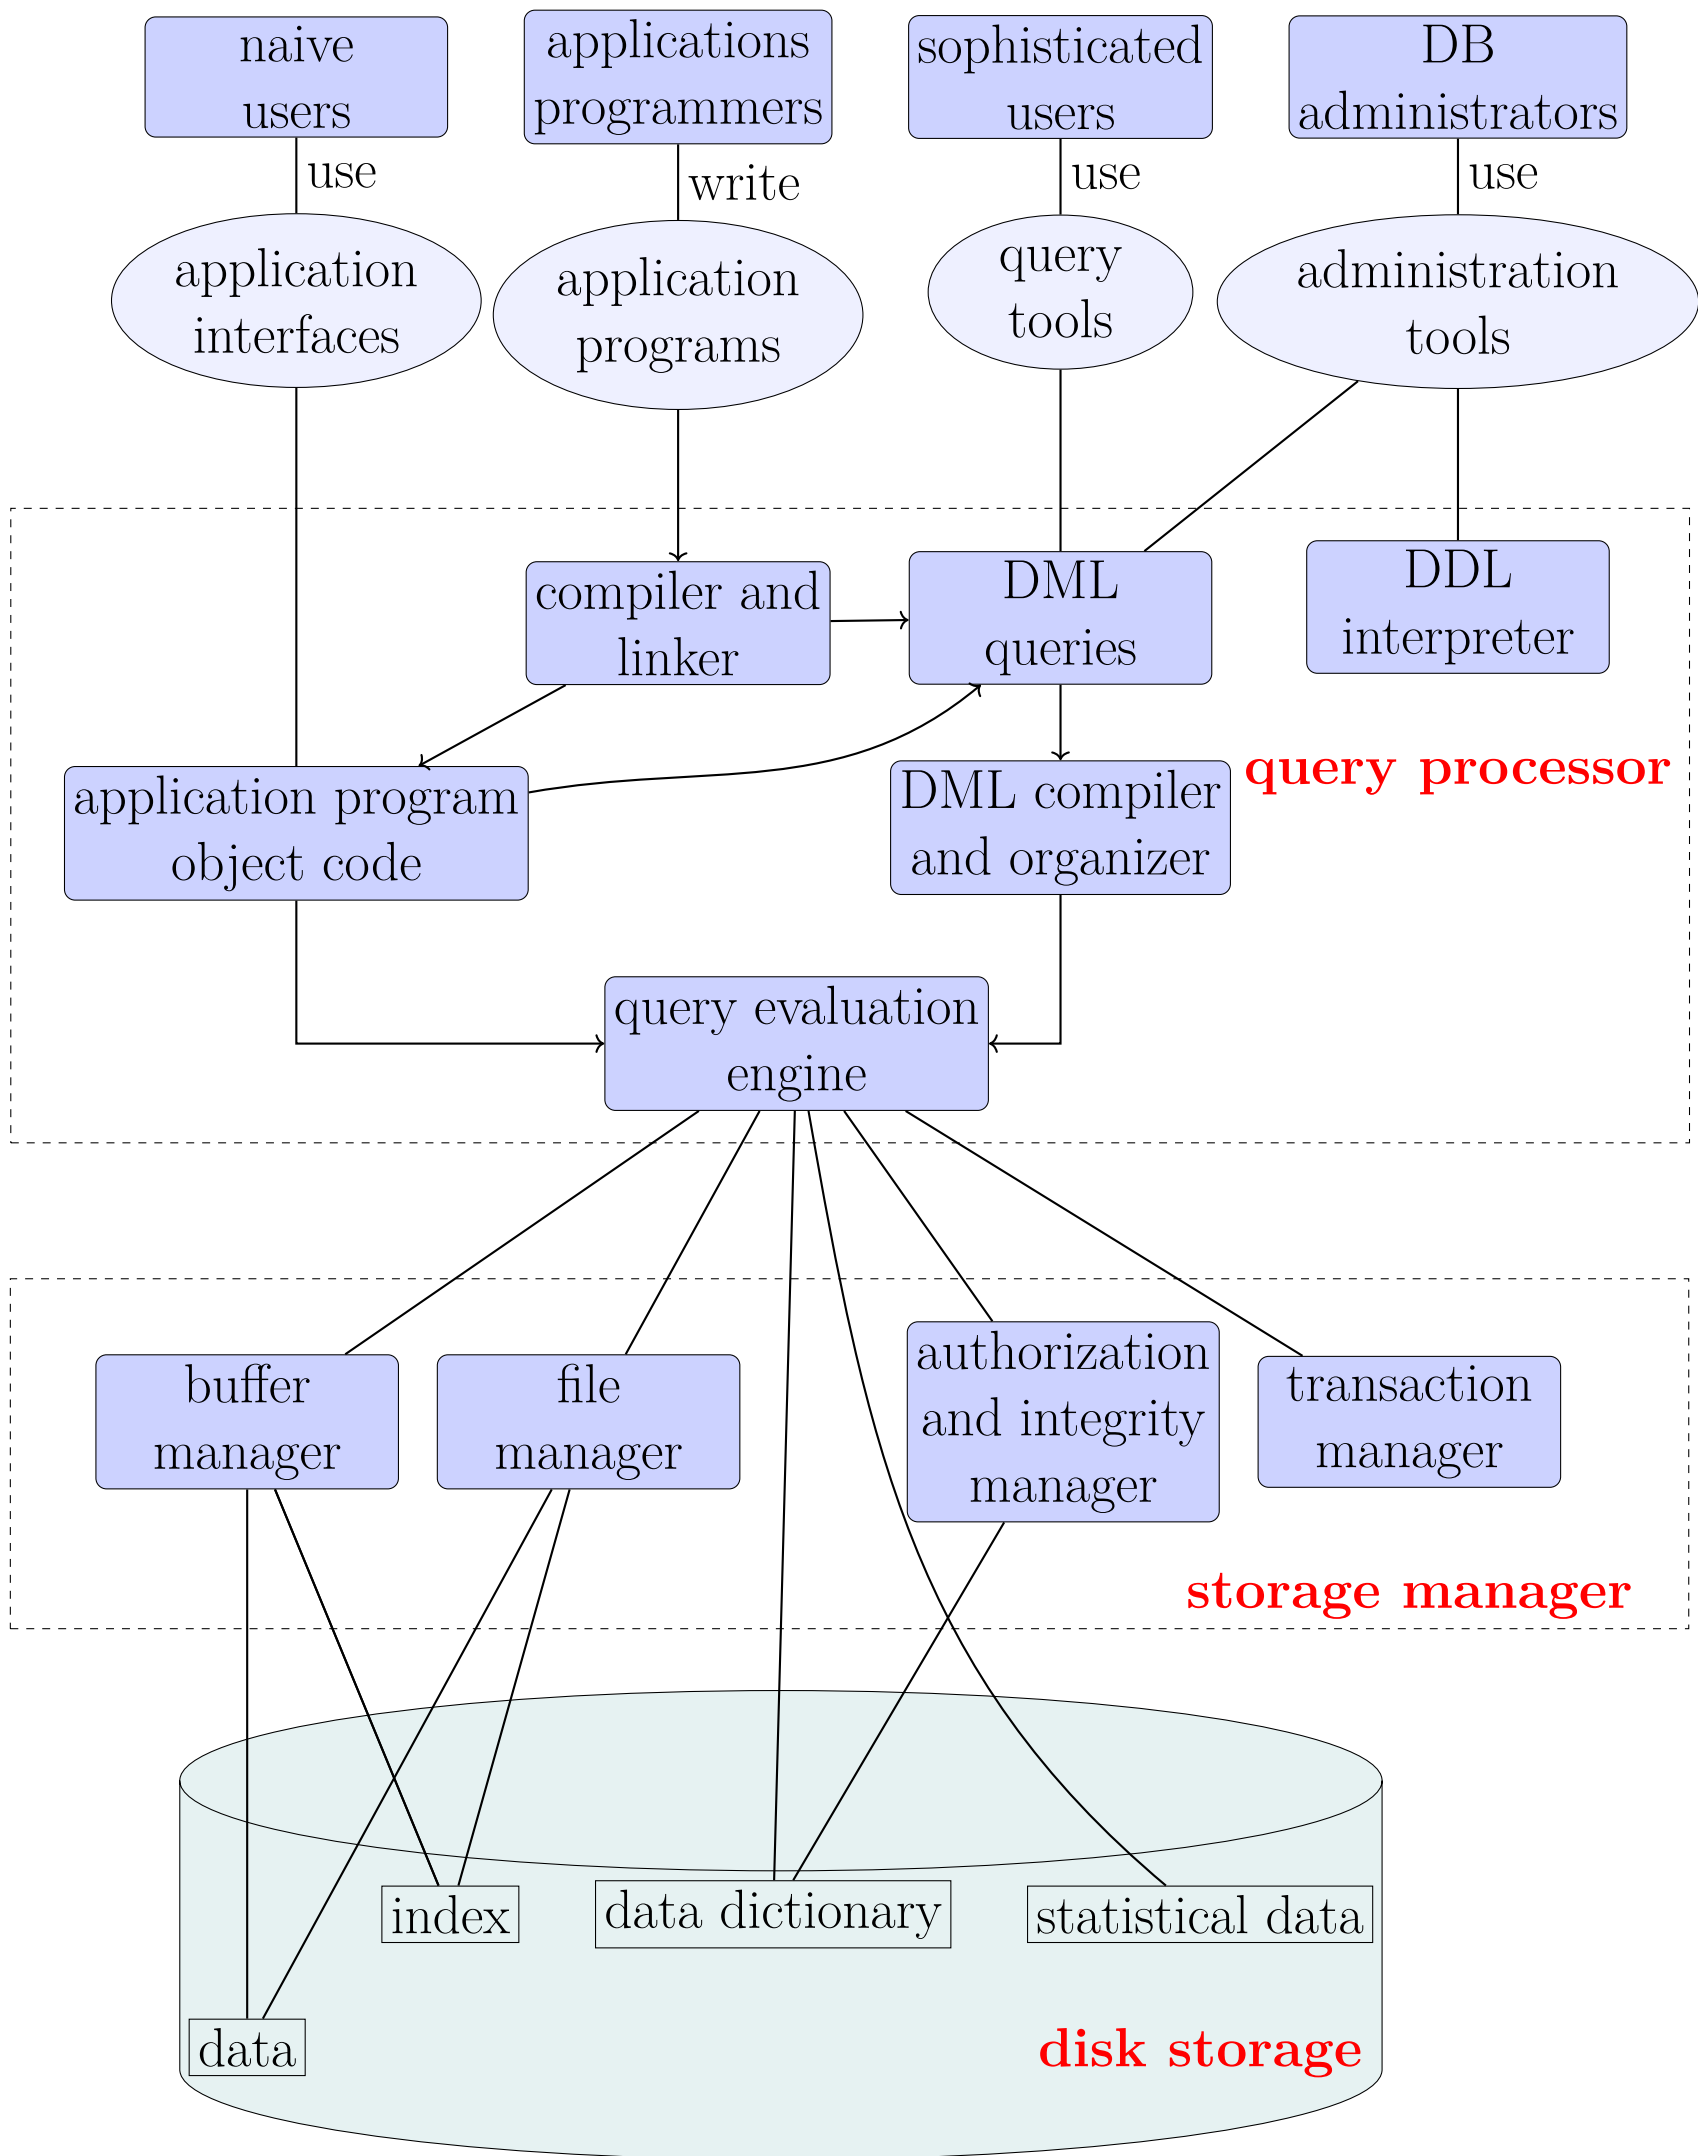 naive
users
applications
programmers
sophisticated
users
DB
administrators
use
write
use
use
application
interfaces
application
programs
query
tools
administration
tools
compiler and
linker
DML
queries
DDL
interpreter
query processor
application program
object code
DML compiler
and organizer
query evaluation
engine
buffer
manager
file
manager
authorization
and integrity
manager
transaction
manager
storage manager
index
data dictionary
statistical data
data
disk storage